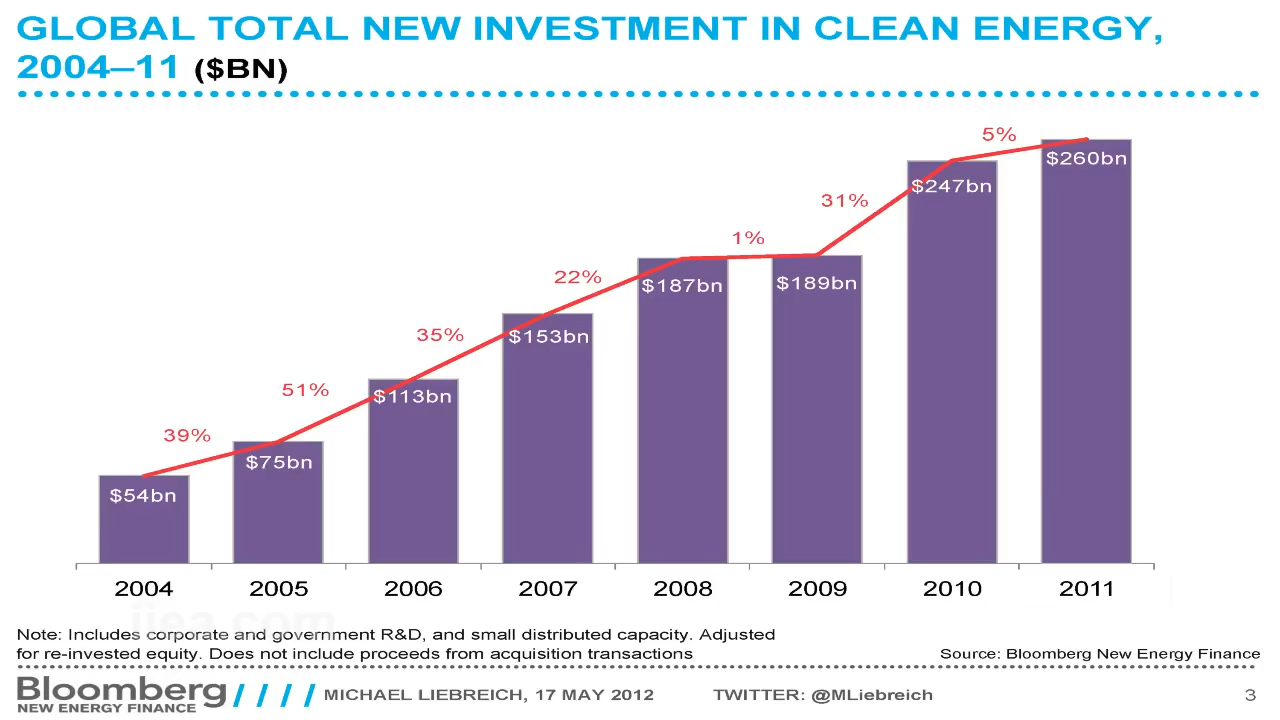 GLOBAL TOTAL NEW INVESTMENT IN CLEAN ENERGY,
2004–11 ($BN)
5%
$260bn
$247bn
31%
1%
22%
$187bn
$189bn
35%
$153bn
51%
$113bn
39%
$75bn
$54bn
2004 2005 2006 2007 2008 2009 2010 2011
iiea.com
Note: Includes corporate and government R&D, and small distributed capacity. Adjusted
for re-invested equity. Does not include proceeds from acquisition transactions
Source: Bloomberg New Energy Finance
Bloomberg
NEW ENERGY FINANCE
MICHAEL LIEBREICH, 17 MAY 2012 TWITTER: @MLiebreich 3